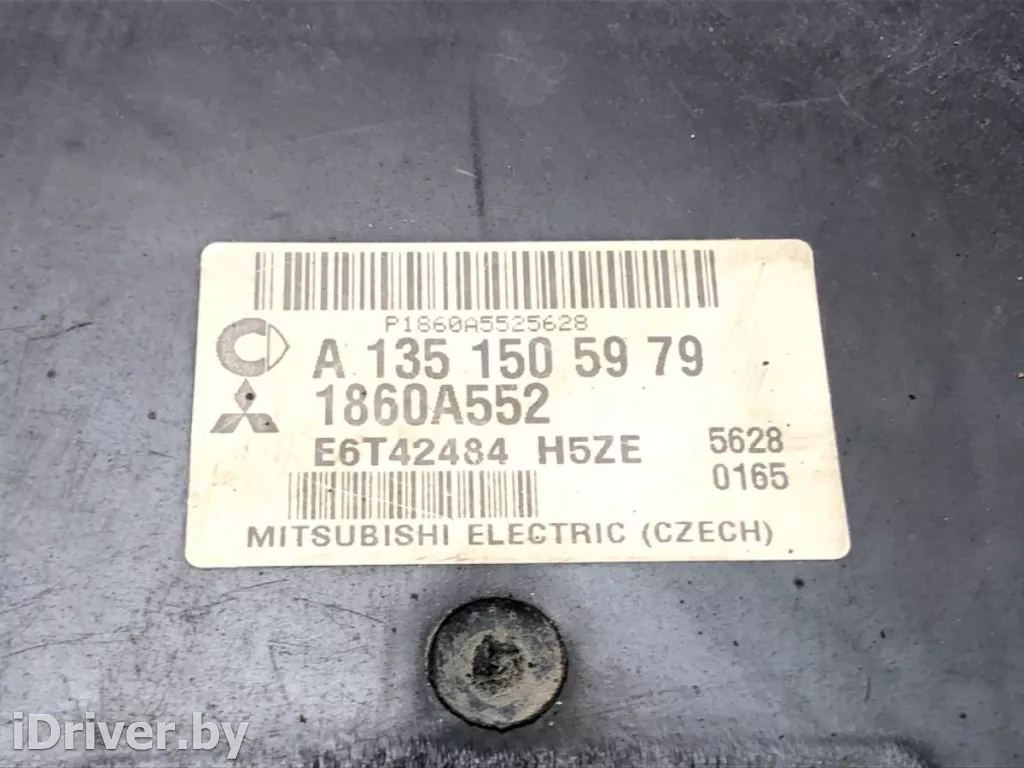 P1860A5525628
A 135 150 59 79
1860A552
E6T42484 H5ZE 5628
0165
MITSUBISHI ELECTRIC (CZECH)
iDriver.by